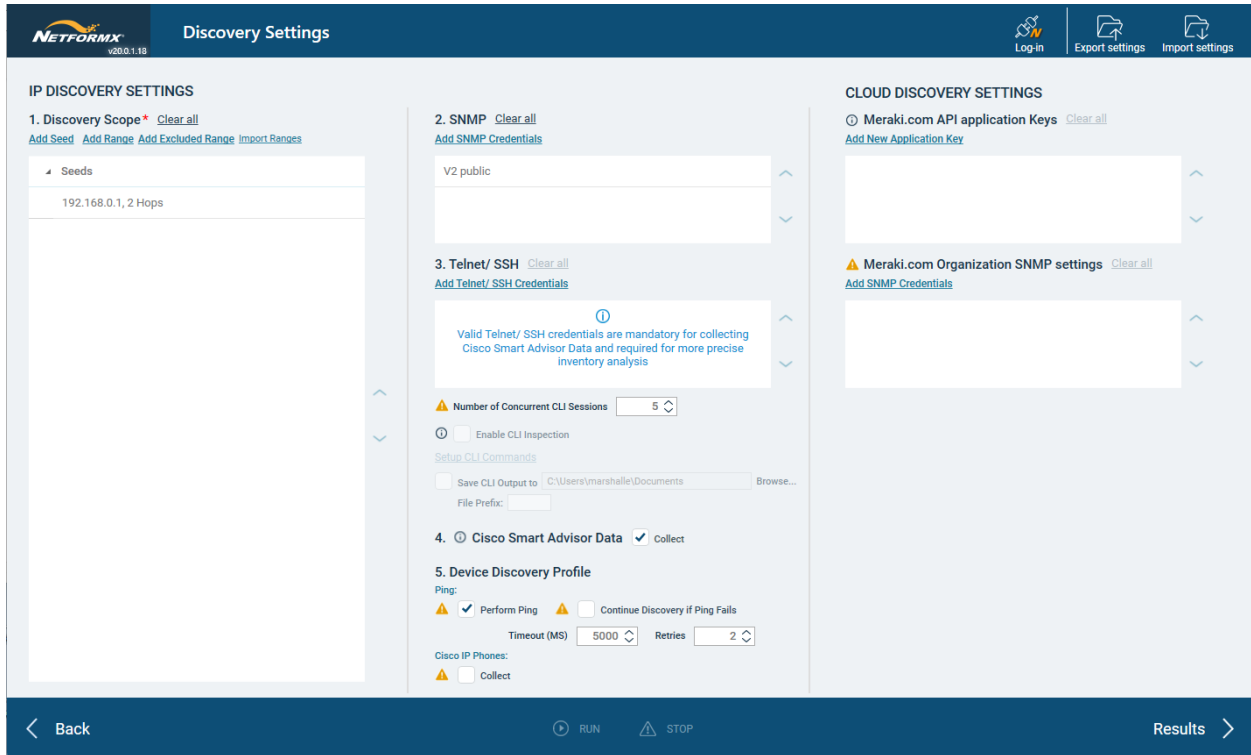 NETFORMX
v20.0.1.18
Discovery Settings
Log-in
Export settings
Import settings
IP DISCOVERY SETTINGS
1. Discovery Scope* Clear all
Add Seed Add Range Add Excluded Range Import Ranges
Seeds
192.168.0.1, 2 Hops
2. SNMP Clear all
Add SNMP Credentials
V2 public
3. Telnet/ SSH Clear all
Add Telnet/ SSH Credentials
Valid Telnet/ SSH credentials are mandatory for collecting
Cisco Smart Advisor Data and required for more precise
inventory analysis
Number of Concurrent CLI Sessions 5
Enable CLI Inspection
Setup CLI Commands
Save CLI Output to C:\Users\marshalle\Documents Browse...
File Prefix:
4. Cisco Smart Advisor Data Collect
5. Device Discovery Profile
Ping:
Perform Ping Continue Discovery if Ping Fails
Timeout (MS) 5000 Retries 2
Cisco IP Phones:
Collect
CLOUD DISCOVERY SETTINGS
Meraki.com API application Keys Clear all
Add New Application Key
Meraki.com Organization SNMP settings Clear all
Add SNMP Credentials
Back
RUN
STOP
Results